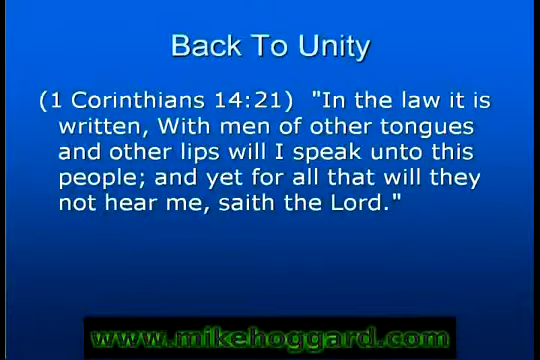 Back To Unity
(1 Corinthians 14:21)  "In the law it is
written, With men of other tongues
and other lips will I speak unto this
people; and yet for all that will they
not hear me, saith the Lord."
www.mikehoggard.com